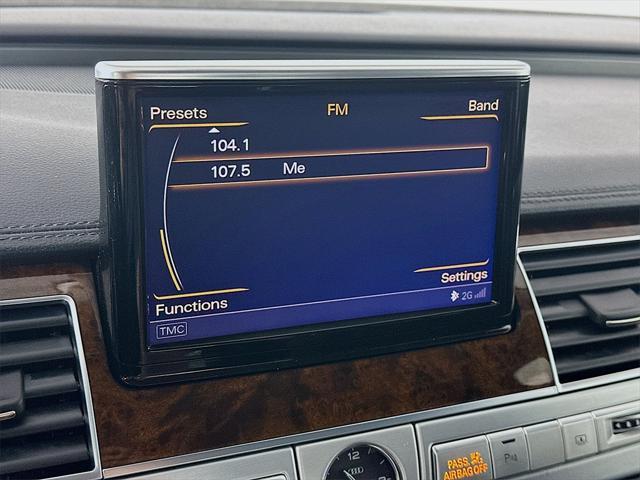 Presets FM Band
104.1
107.5 Me
Settings
Functions 2G
TMC
12
PASS
AIRBAG OFF
P